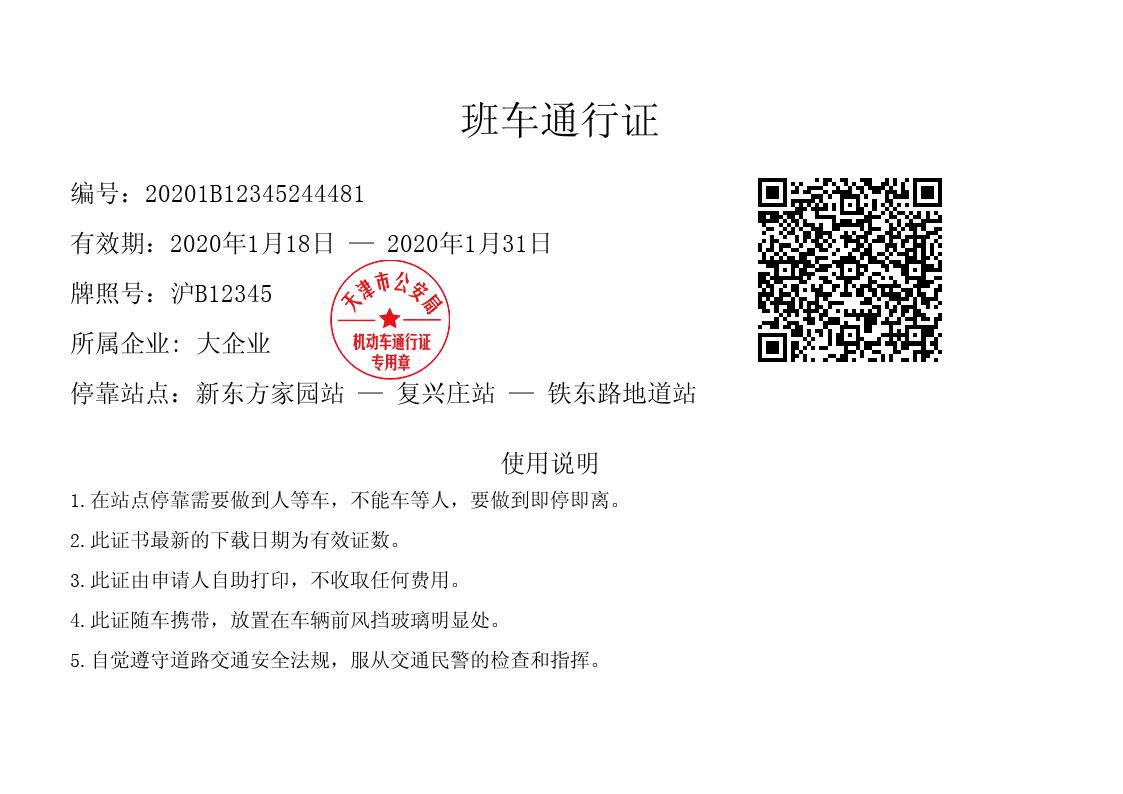 班车通行证
编号：20201B12345244481
有效期：2020年1月18日 — 2020年1月31日
牌照号：沪B12345
天津市公安局
机动车通行证
专用章
所属企业: 大企业
停靠站点：新东方家园站 — 复兴庄站 — 铁东路地道站
使用说明
1.在站点停靠需要做到人等车，不能车等人，要做到即停即离。
2.此证书最新的下载日期为有效证数。
3.此证由申请人自助打印，不收取任何费用。
4.此证随车携带，放置在车辆前风挡玻璃明显处。
5.自觉遵守道路交通安全法规，服从交通民警的检查和指挥。